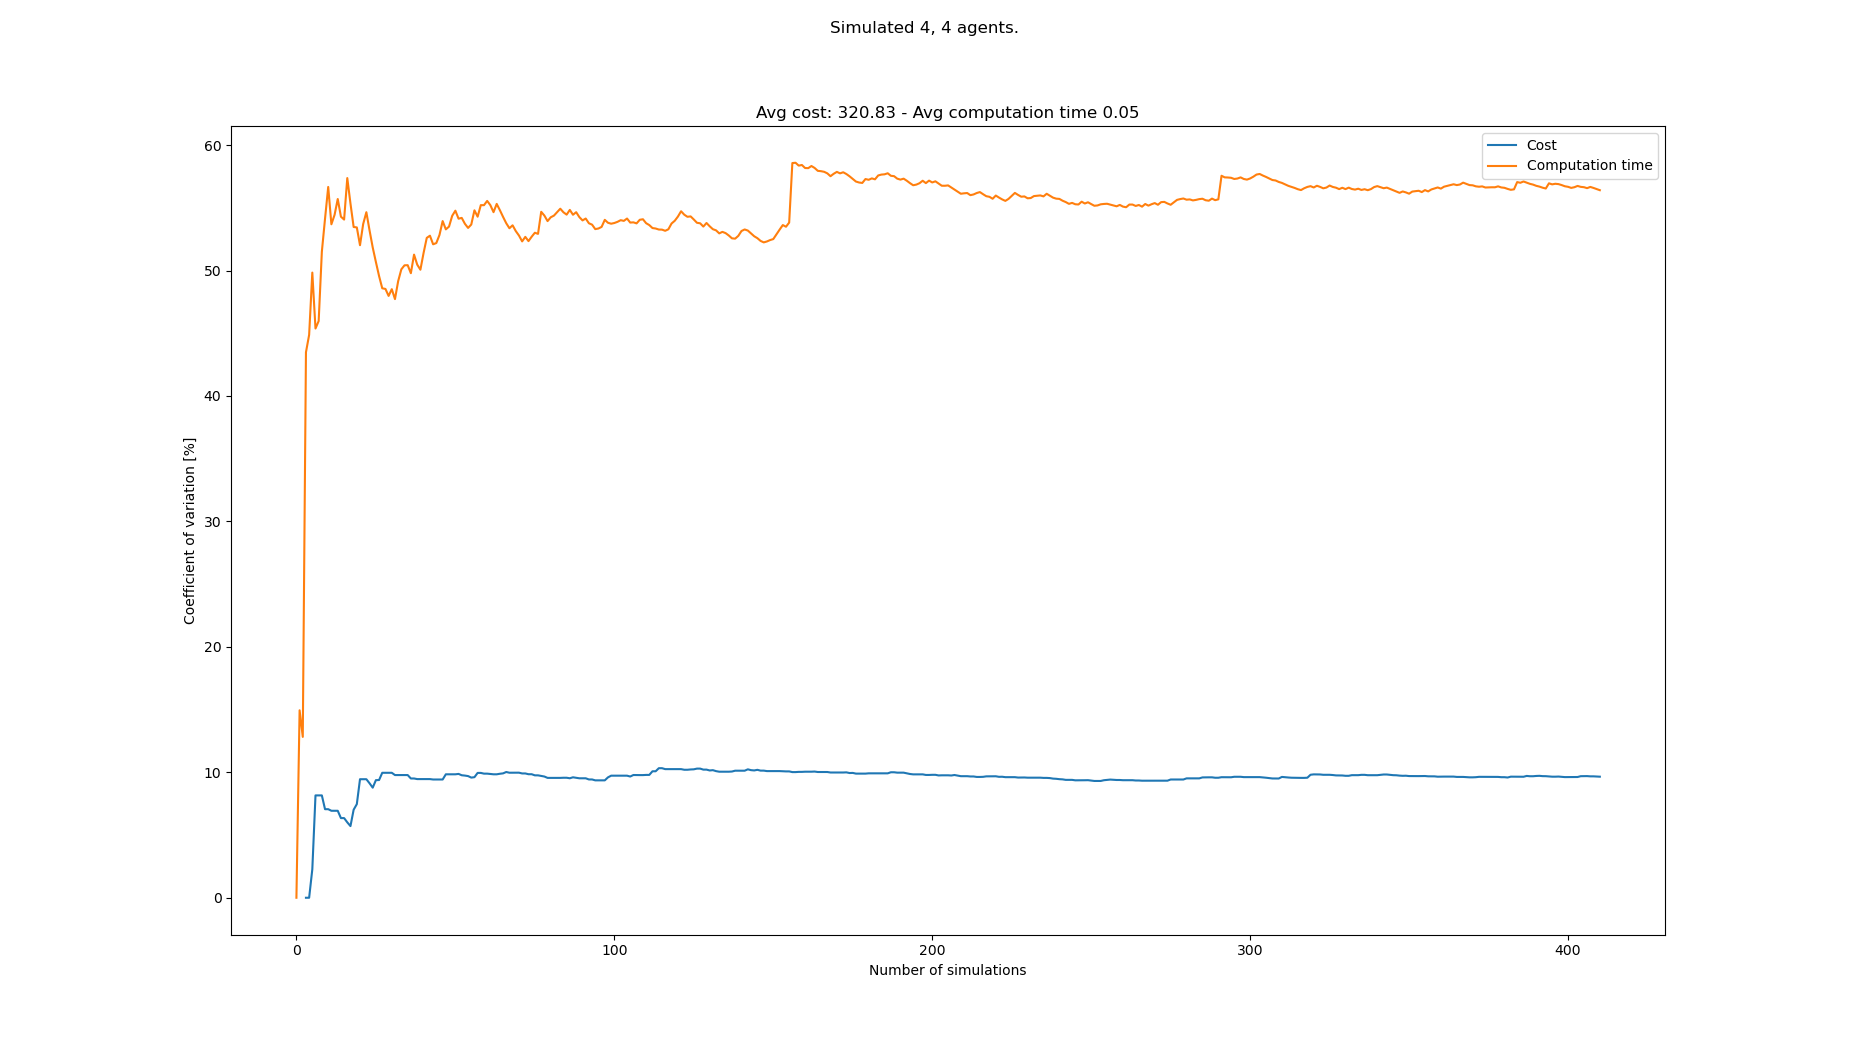 Simulated 4, 4 agents.
Avg cost: 320.83 - Avg computation time 0.05
Cost
Computation time
60
50
40
30
20
10
0
Coefficient of variation [%]
0 100 200 300 400
Number of simulations